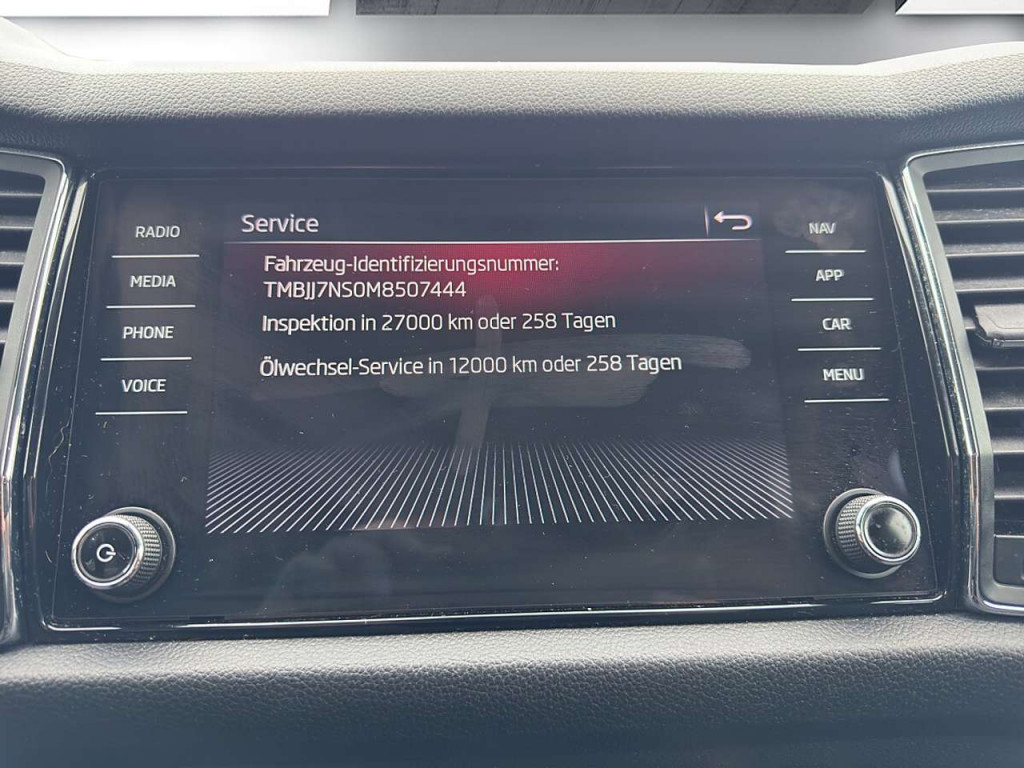 Service
RADIO
MEDIA
PHONE
VOICE
Fahrzeug-Identifizierungsnummer:
TMBJJ7NS0M8507444
Inspektion in 27000 km oder 258 Tagen
Ölwechsel-Service in 12000 km oder 258 Tagen
NAV
APP
CAR
MENU